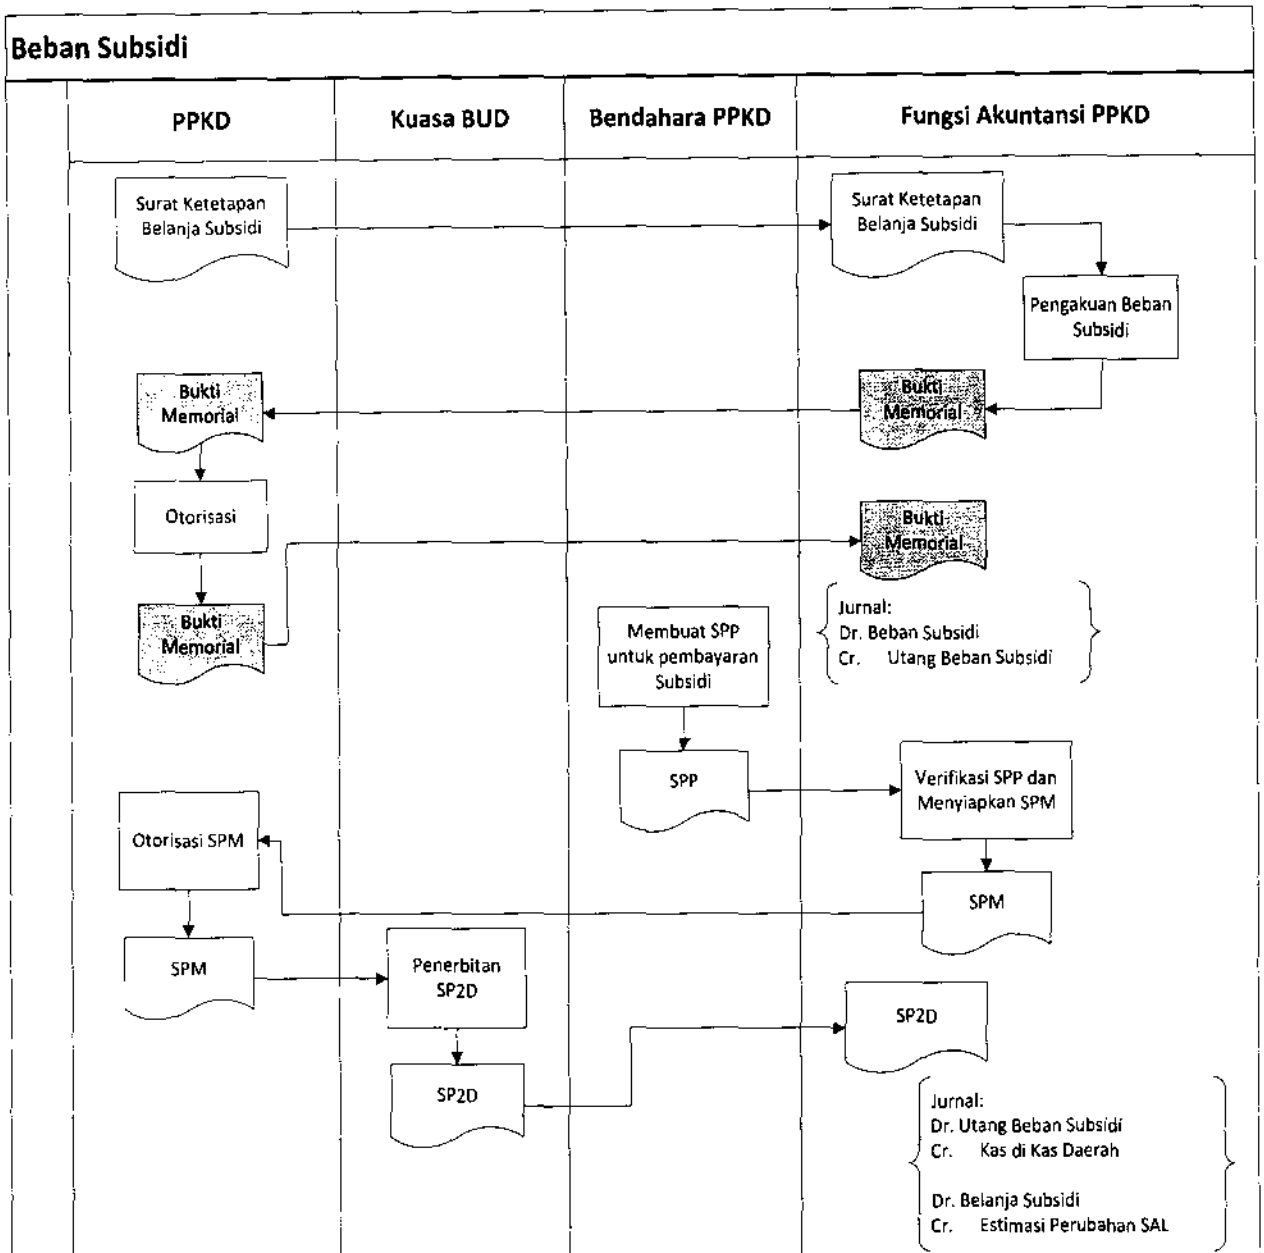 Beban Subsidi
PPKD
Kuasa BUD
Bendahara PPKD
Fungsi Akuntansi PPKD
Surat Ketetapan
Belanja Subsidi
Surat Ketetapan
Belanja Subsidi
Pengakuan Beban
Subsidi
Bukti
Memorial
Bukti
Memorial
Otorisasi
Bukti
Memorial
Bukti
Memorial
Jurnal:
Dr. Beban Subsidi
Cr. Utang Beban Subsidi
Membuat SPP
untuk pembayaran
Subsidi
SPP
Verifikasi SPP dan
Menyiapkan SPM
Otorisasi SPM
SPM
SPM
Penerbitan
SP2D
SP2D
SP2D
Jurnal:
Dr. Utang Beban Subsidi
Cr. Kas di Kas Daerah
Dr. Belanja Subsidi
Cr. Estimasi Perubahan SAL